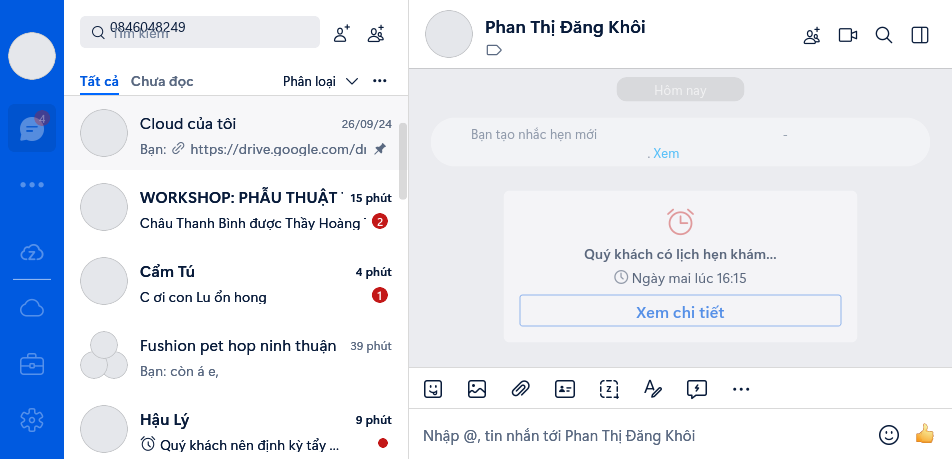 0846048249
Tìm kiếm
Tất cả
Chưa đọc
Phân loại
4
Cloud của tôi
26/09/24
Bạn: https://drive.google.com/dr
WORKSHOP: PHẪU THUẬT
15 phút
Châu Thanh Bình được Thầy Hoàng
2
Cẩm Tú
4 phút
C ơi con Lu ổn hong
1
Fushion pet hop ninh thuận
39 phút
Bạn: còn á e,
Hậu Lý
9 phút
Quý khách nên định kỳ tẩy ...
Phan Thị Đăng Khôi
Hôm nay
Bạn tạo nhắc hẹn mới -
. Xem
Quý khách có lịch hẹn khám...
Ngày mai lúc 16:15
Xem chi tiết
Nhập @, tin nhắn tới Phan Thị Đăng Khôi